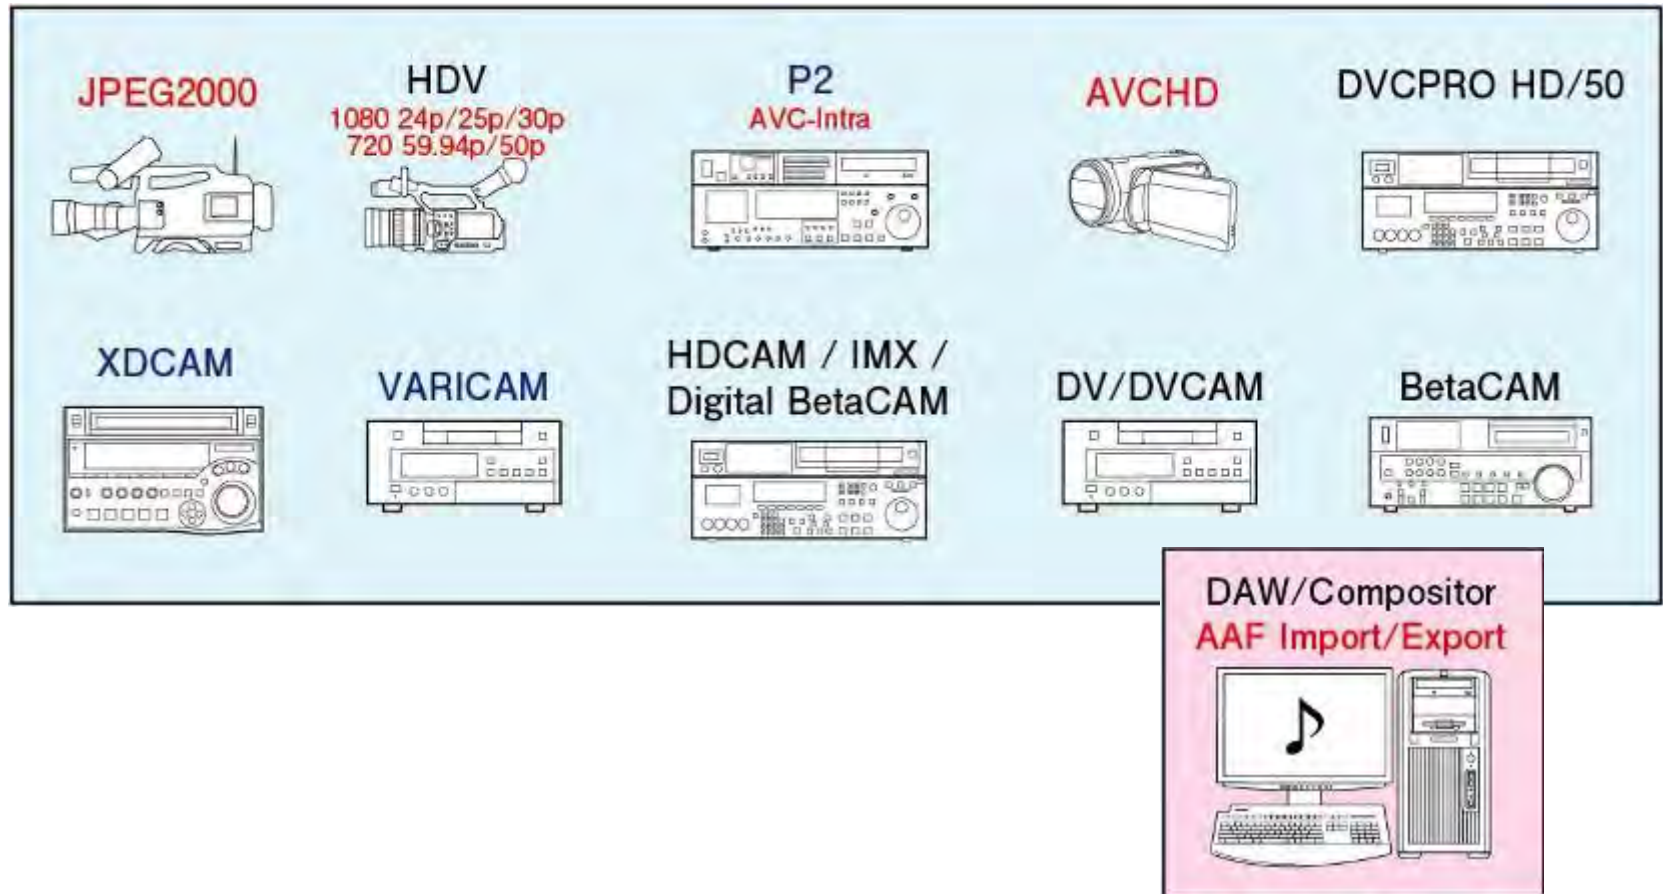 JPEG2000
HDV
1080 24p/25p/30p
720 59.94p/50p
P2
AVC-Intra
AVCHD
DVCPRO HD/50
XDCAM
VARICAM
HDCAM / IMX /
Digital BetaCAM
DV/DVCAM
BetaCAM
DAW/Compositor
AAF Import/Export